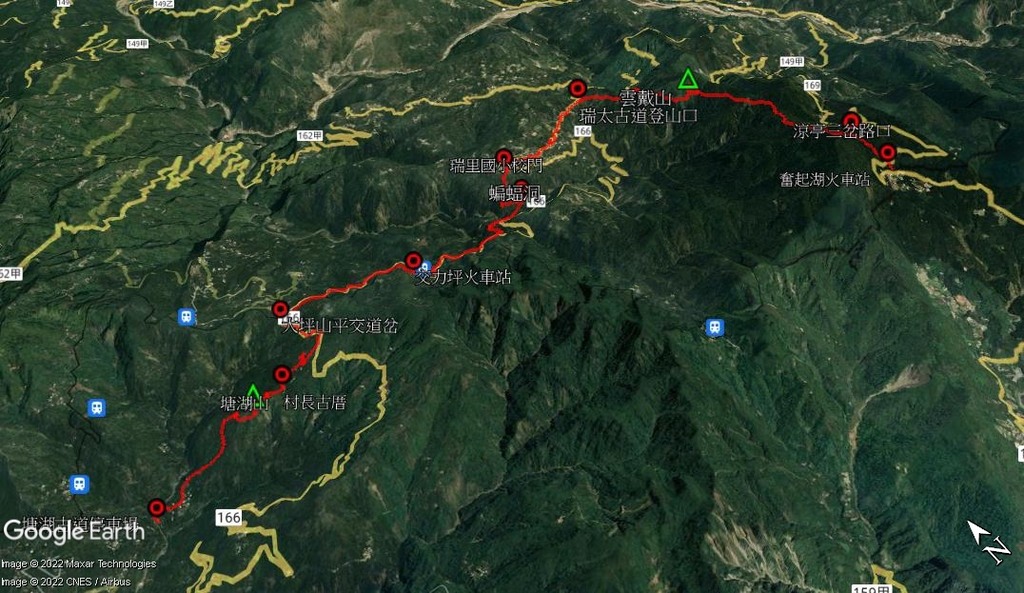 149
149乙
149甲
149甲
169
162甲
雲戴山
瑞太古道登山口
166
涼亭三岔路口
瑞里國小校門
奮起湖火車站
蝙蝠洞
166
62甲
交力坪火車站
大坪山平交道岔
塘湖山
村長古厝
166
塘湖古道停車場
Google Earth
Image © 2022 Maxar Technologies
Image © 2022 CNES / Airbus
159甲
N